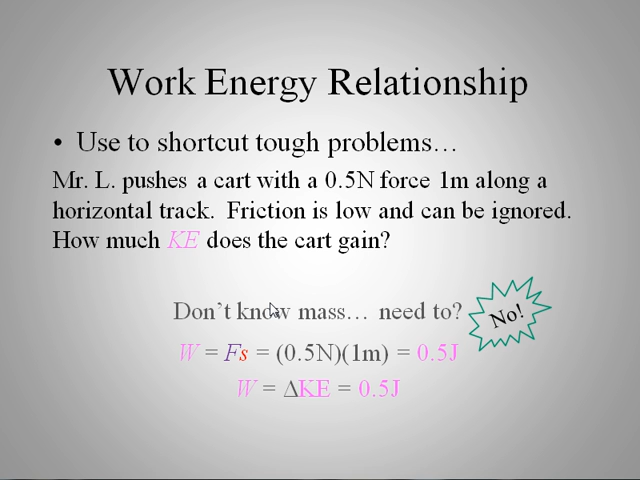 Work Energy Relationship
• Use to shortcut tough problems…
Mr. L. pushes a cart with a 0.5N force 1m along a
horizontal track. Friction is low and can be ignored.
How much KE does the cart gain?
Don't know mass… need to?
No!
W = Fs = (0.5N)(1m) = 0.5J
W = ΔKE = 0.5J